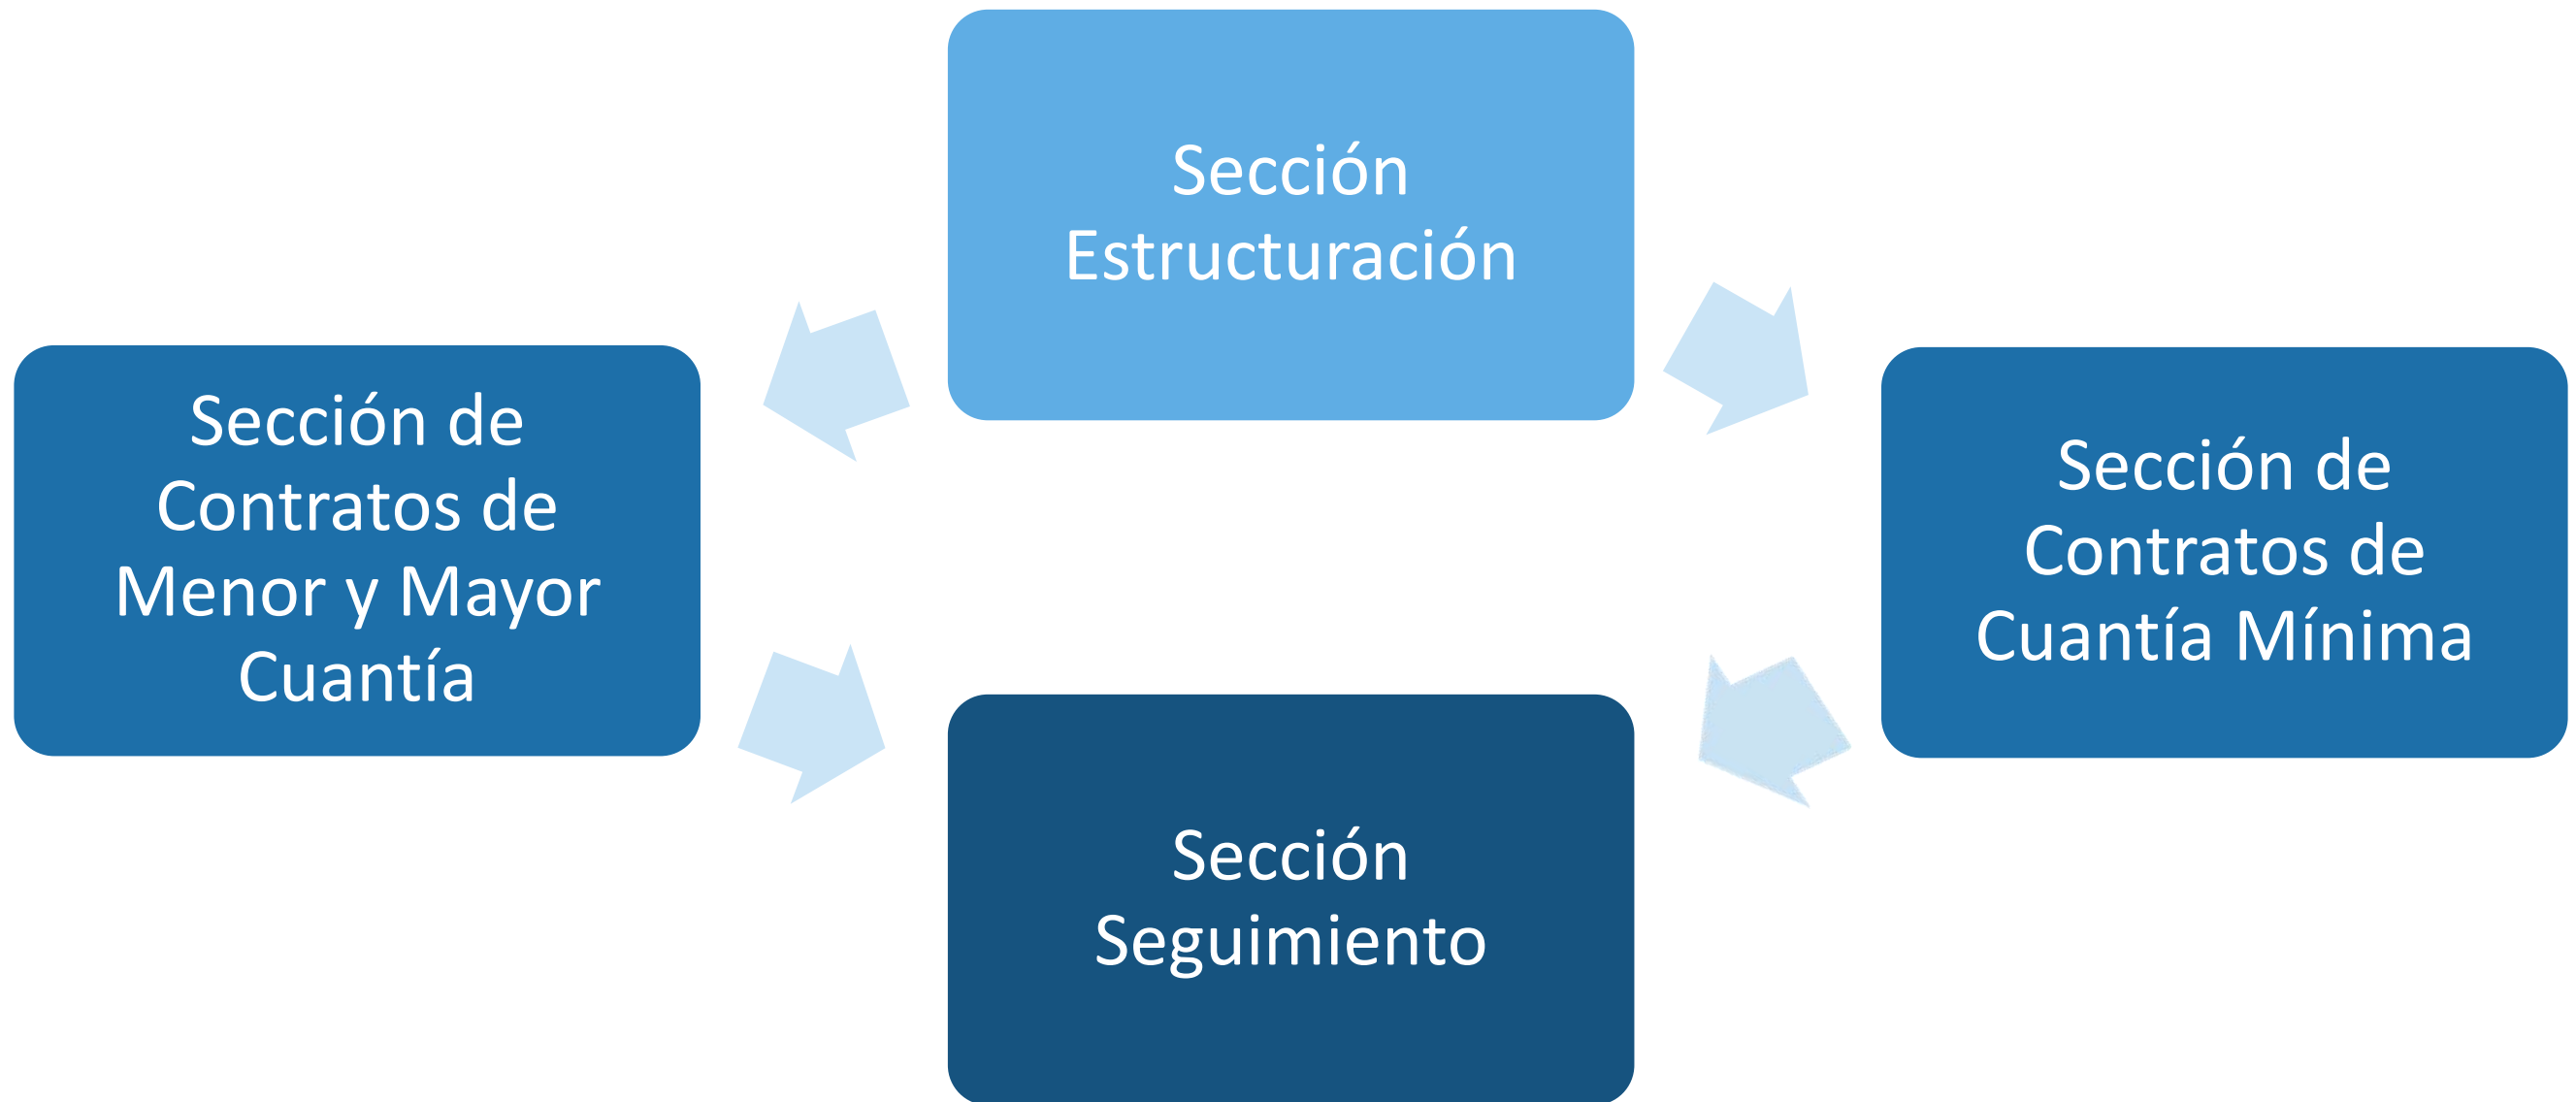 Sección
Estructuración
Sección de
Contratos de
Menor y Mayor
Cuantía
Sección de
Contratos de
Cuantía Mínima
Sección
Seguimiento